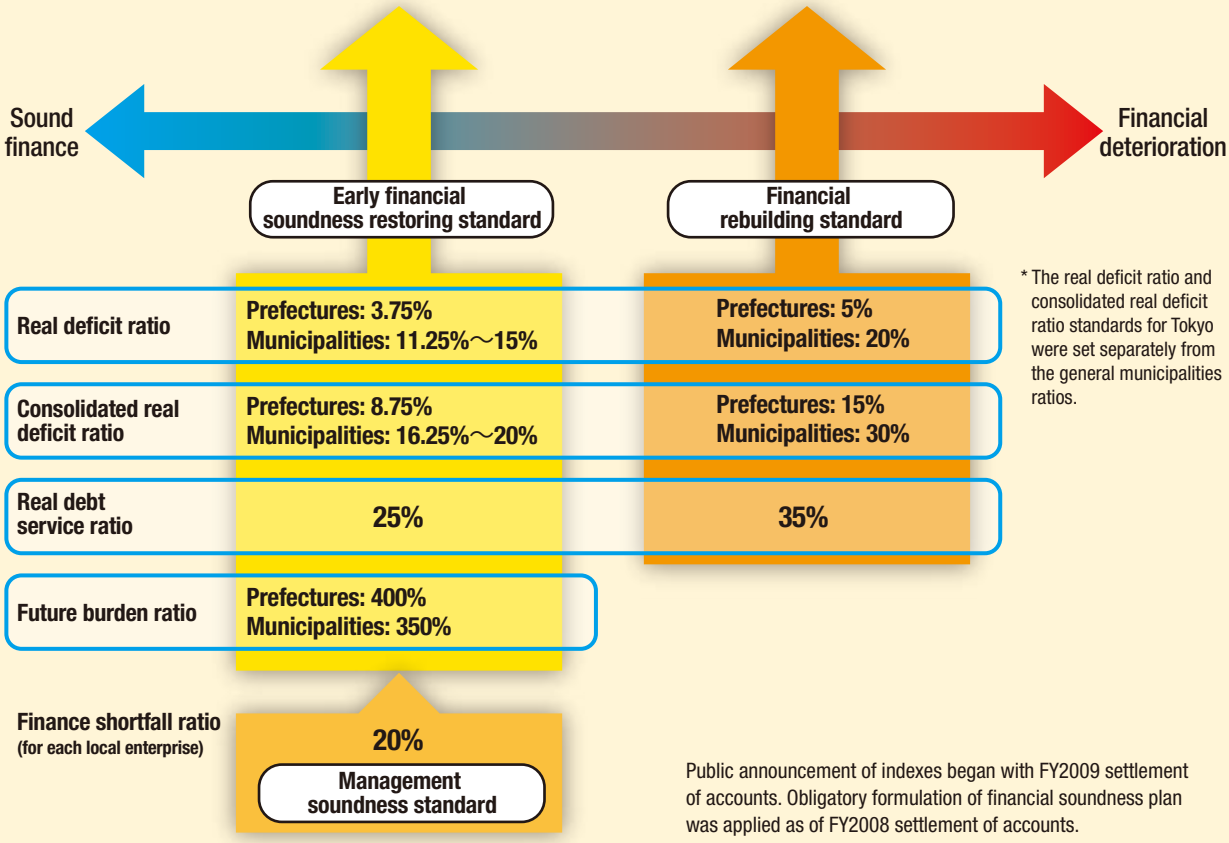 Sound
finance
Financial
deterioration
Early financial
soundness restoring standard
Financial
rebuilding standard
Real deficit ratio
Prefectures: 3.75%
Municipalities: 11.25%～15%
Prefectures: 5%
Municipalities: 20%
Consolidated real
deficit ratio
Prefectures: 8.75%
Municipalities: 16.25%～20%
Prefectures: 15%
Municipalities: 30%
Real debt
service ratio
25%
35%
Future burden ratio
Prefectures: 400%
Municipalities: 350%
* The real deficit ratio and
consolidated real deficit
ratio standards for Tokyo
were set separately from
the general municipalities
ratios.
Finance shortfall ratio
(for each local enterprise)
20%
Management
soundness standard
Public announcement of indexes began with FY2009 settlement
of accounts. Obligatory formulation of financial soundness plan
was applied as of FY2008 settlement of accounts.